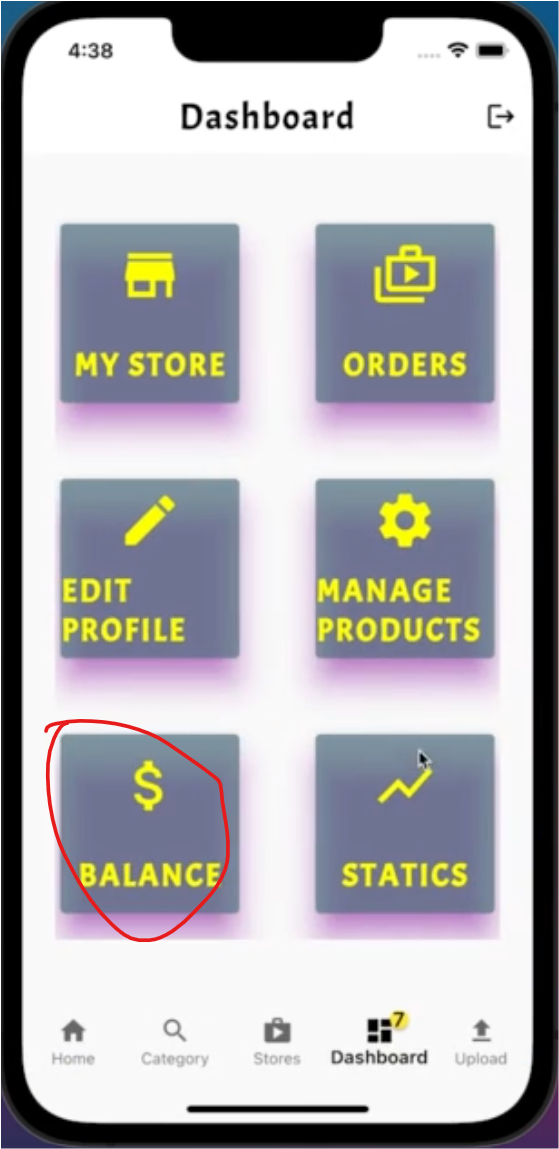 4:38
Dashboard
MY STORE
ORDERS
EDIT
PROFILE
MANAGE
PRODUCTS
BALANCE
STATICS
7
Home
Category
Stores
Dashboard
Upload